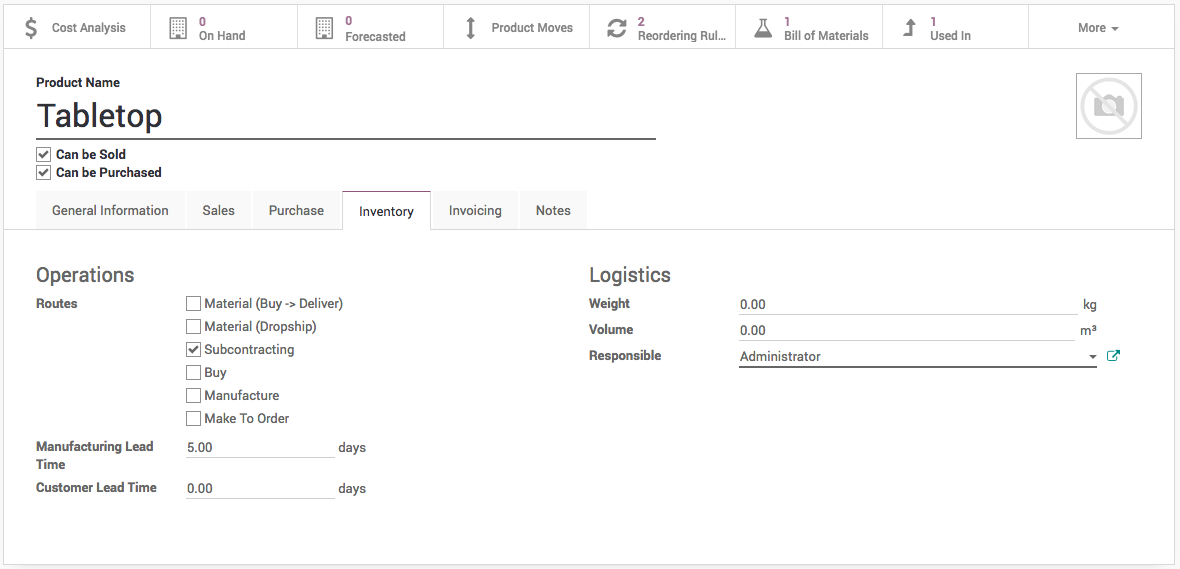 $ Cost Analysis
0 On Hand
0 Forecasted
Product Moves
2 Reordering Rul...
1 Bill of Materials
1 Used In
More
Product Name
Tabletop
Can be Sold
Can be Purchased
General Information Sales Purchase Inventory Invoicing Notes
Operations
Routes
Material (Buy -> Deliver)
Material (Dropship)
Subcontracting
Buy
Manufacture
Make To Order
Manufacturing Lead
Time
5.00 days
Customer Lead Time 0.00 days
Logistics
Weight 0.00 kg
Volume 0.00 m³
Responsible Administrator